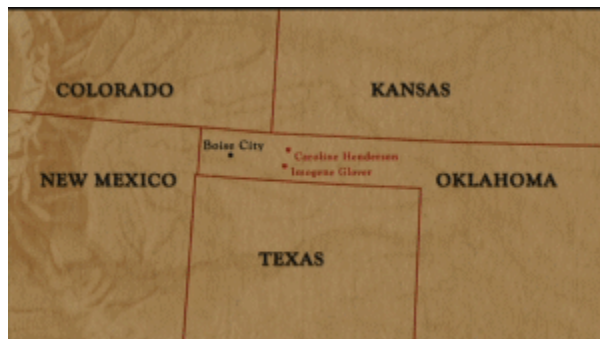 COLORADO
KANSAS
Boise City
Caroline Henderson
Imogene Glover
NEW MEXICO
OKLAHOMA
TEXAS